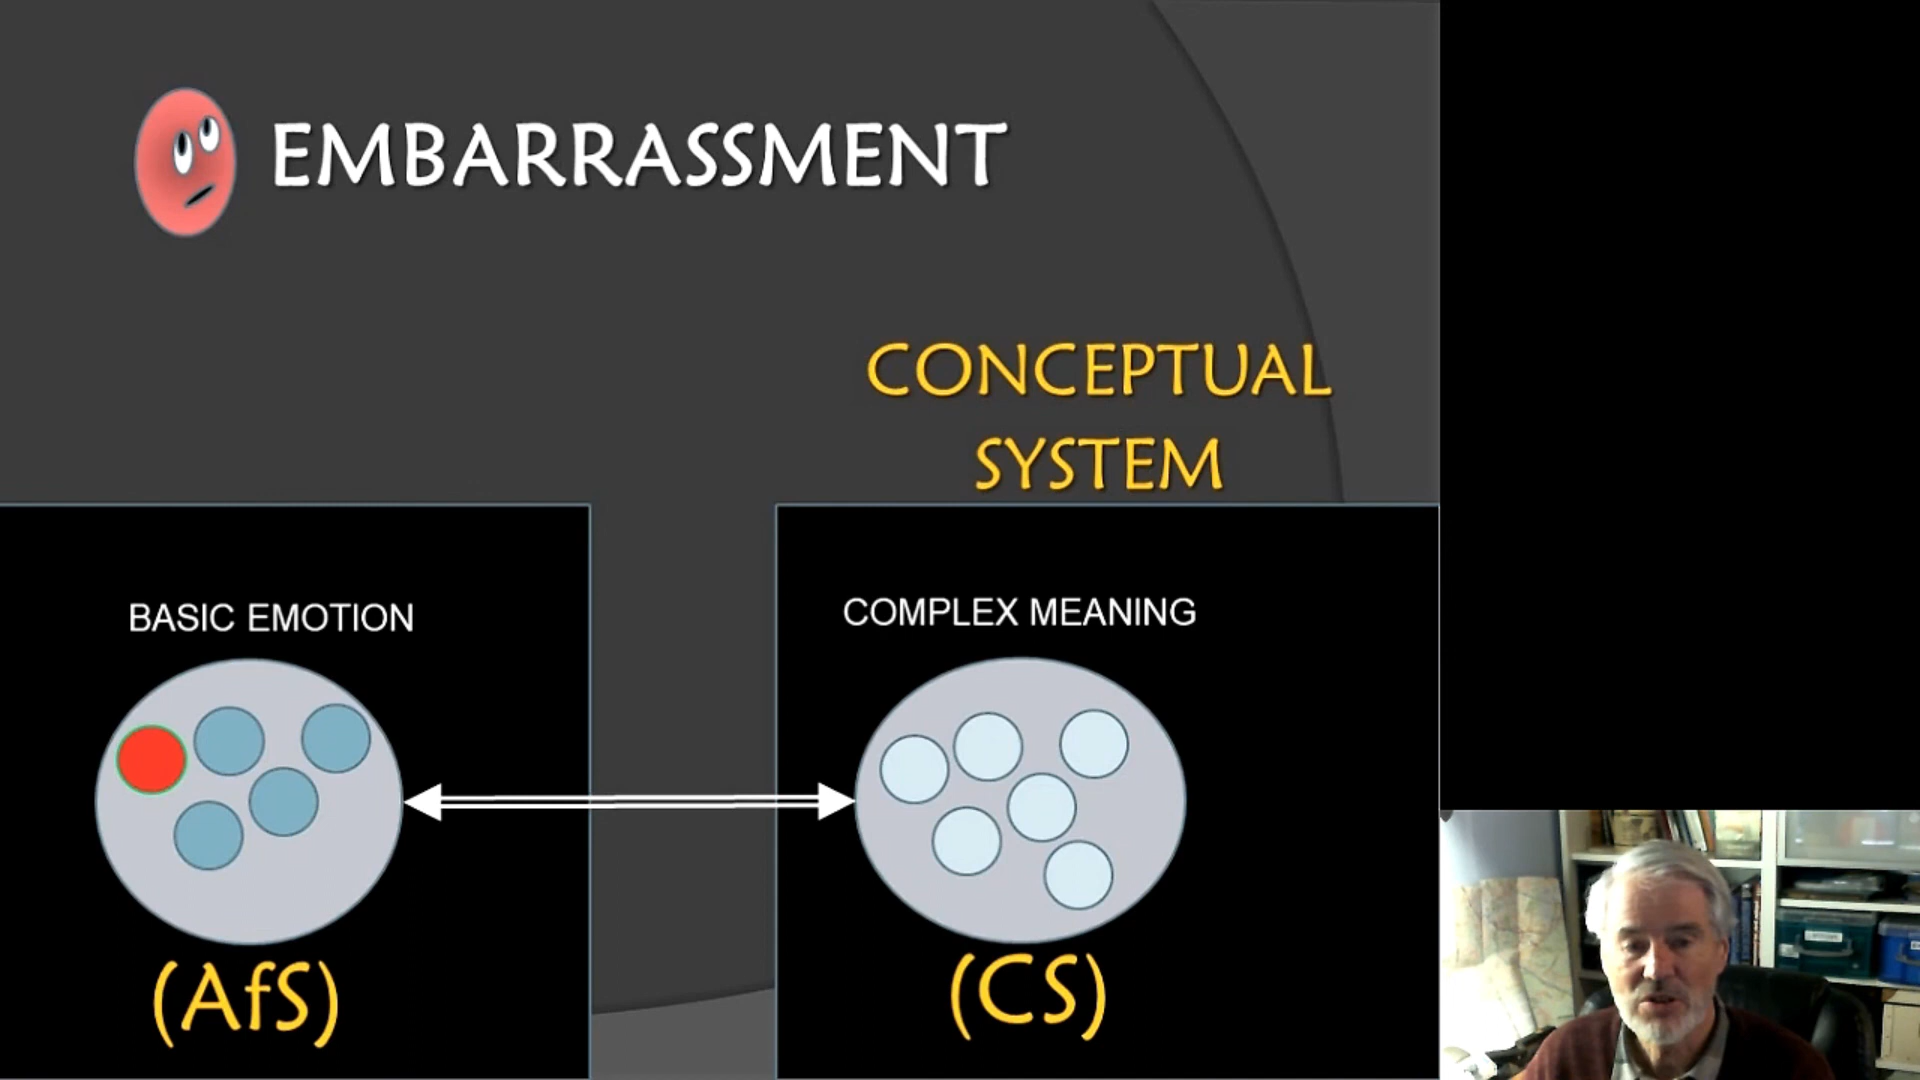 EMBARRASSMENT
CONCEPTUAL
SYSTEM
BASIC EMOTION
COMPLEX MEANING
(AfS)
(CS)